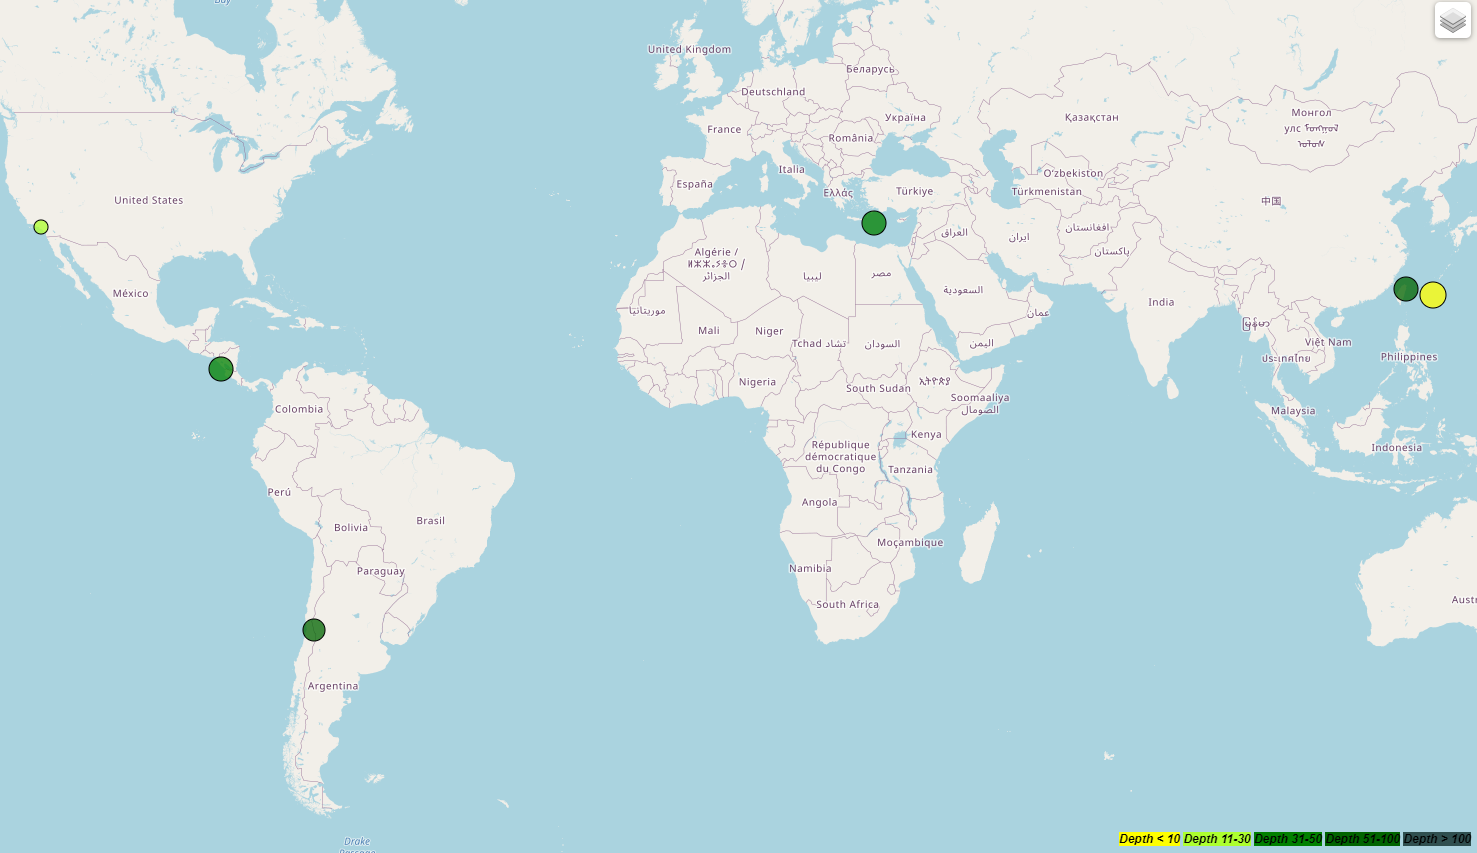 United Kingdom
Беларусь
Deutschland
Україна
Қазақстан
Монгол
улс ᠮᠣᠩᠭᠣᠯ
ᠤᠯᠤᠰ
France
România
Italia
España
Ελλάς
Türkiye
Oʻzbekiston
Türkmenistan
中国
United States
العراق
ایران
افغانستان
پاکستان
Algérie /
ⵍⵣⵣⴰⵢⴻⵔ /
الجزائر
ليبيا
مصر
السعودية
عمان
México
موريتانيا
India
မြန်မာ
Mali
Niger
Tchad تشاد
السودان
اليمن
Việt Nam
ประเทศไทย
Philippines
Nigeria
South Sudan
ኢትዮጵያ
Soomaaliya
الصومال
Colombia
Malaysia
Kenya
République
démocratique
du Congo
Indonesia
Tanzania
Perú
Angola
Brasil
Bolivia
Moçambique
Paraguay
Namibia
South Africa
Argentina
Drake
Depth < 10 Depth 11-30 Depth 31-50 Depth 51-100 Depth > 100